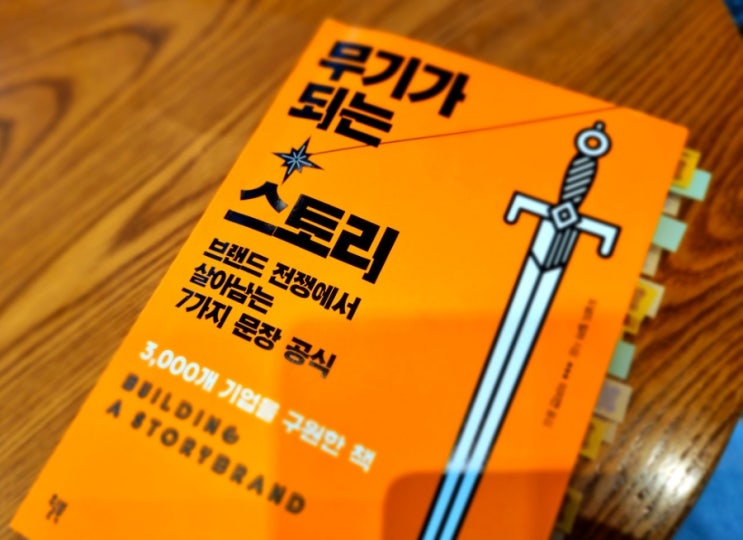 무기가
되는
스토리
브랜드 전쟁에서
살아남는
7가지 문장 공식
3,000개 기업을 구원한 책
BUILDING
A STORYBRAND